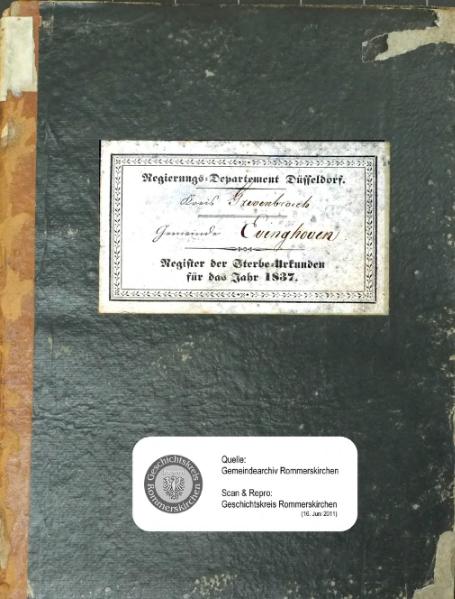 Regierungs-Departement Düsseldorf.
Kreis Grevenbroich
Gemeinde Evinghoven
Register der Sterbe-Urkunden
für das Jahr 1837.
Geschichtskreis
Rommerskirchen
Quelle:
Gemeindearchiv Rommerskirchen
Scan & Repro:
Geschichtskreis Rommerskirchen
(16. Juni 2011)